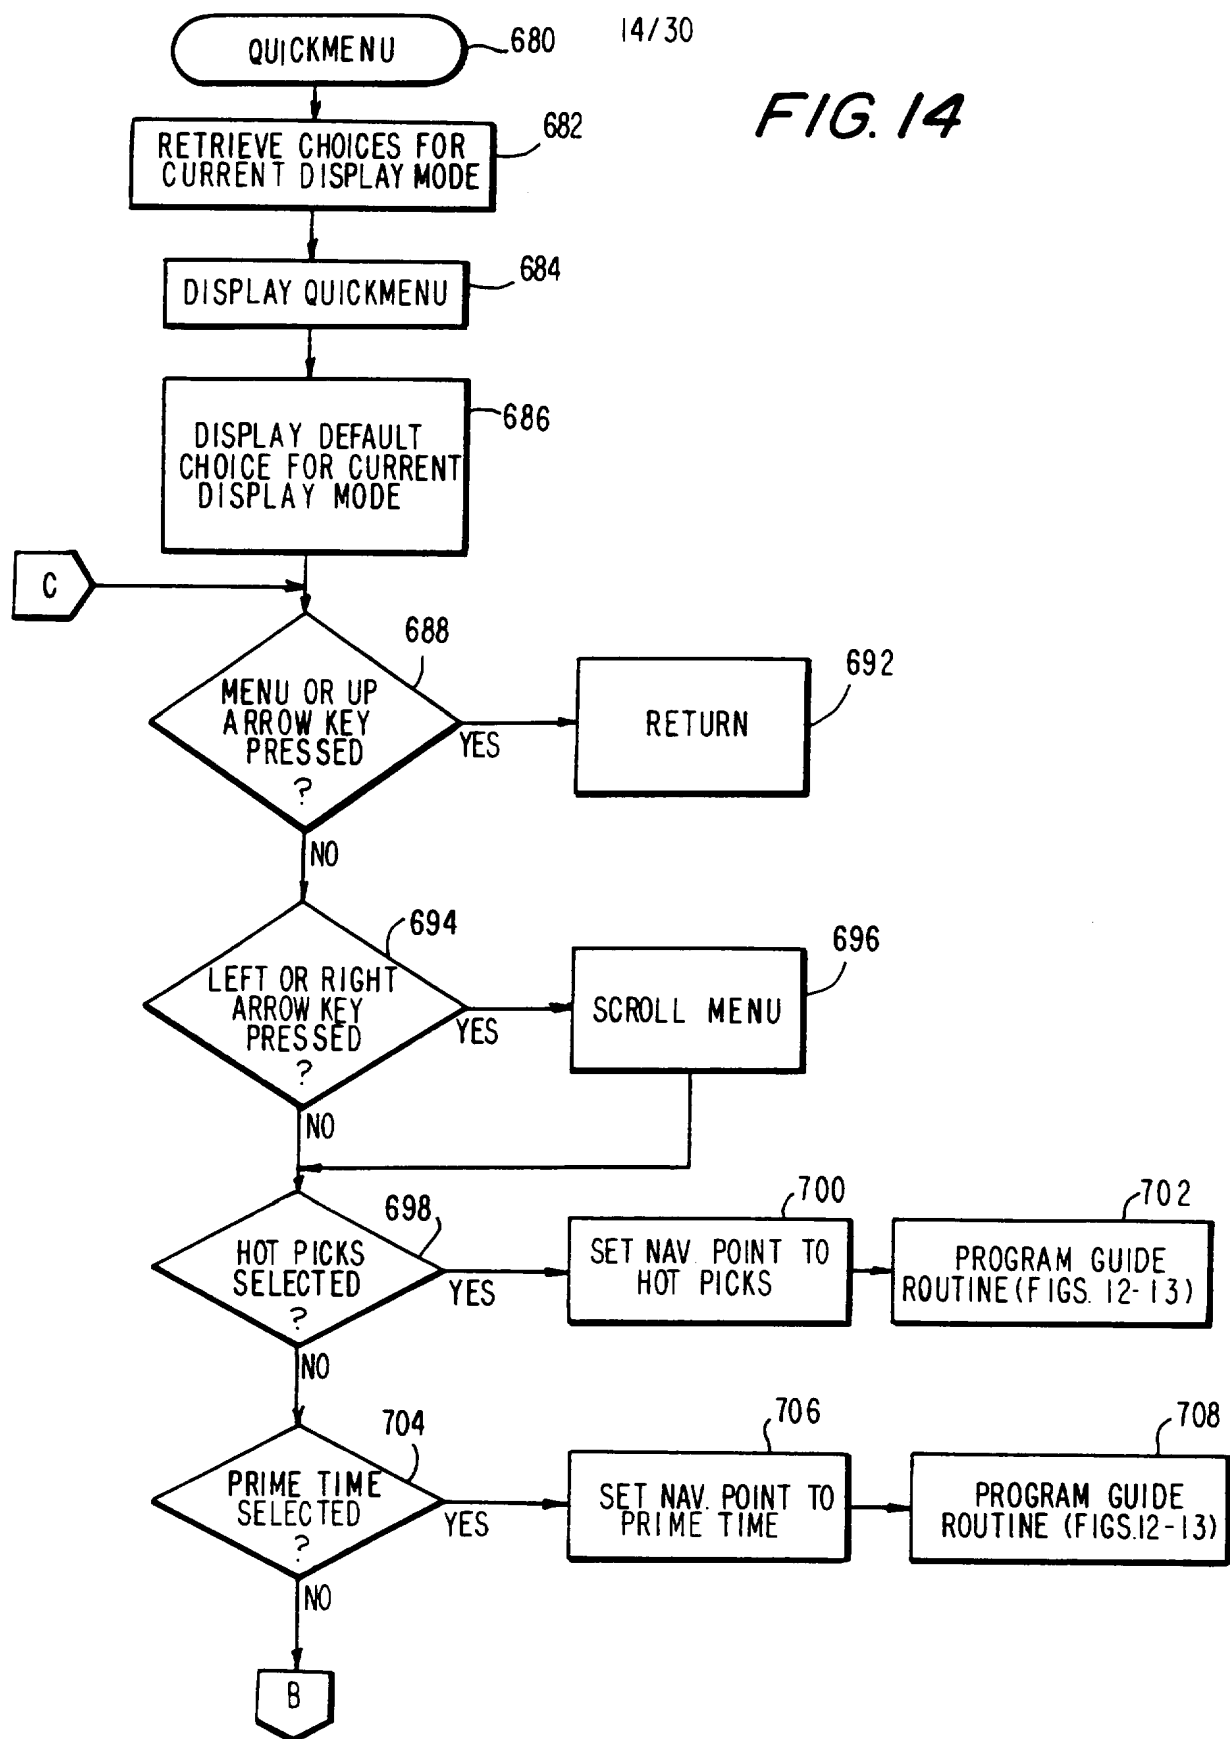 14/30
FIG. 14
QUICKMENU
680
RETRIEVE CHOICES FOR
CURRENT DISPLAY MODE
682
DISPLAY QUICKMENU
684
DISPLAY DEFAULT
CHOICE FOR CURRENT
DISPLAY MODE
686
C
MENU OR UP
ARROW KEY
PRESSED
?
688
YES
RETURN
692
NO
LEFT OR RIGHT
ARROW KEY
PRESSED
?
694
YES
SCROLL MENU
696
NO
HOT PICKS
SELECTED
?
698
YES
SET NAV. POINT TO
HOT PICKS
700
PROGRAM GUIDE
ROUTINE (FIGS. 12-13)
702
NO
PRIME TIME
SELECTED
?
704
YES
SET NAV. POINT TO
PRIME TIME
706
PROGRAM GUIDE
ROUTINE (FIGS.12-13)
708
NO
B